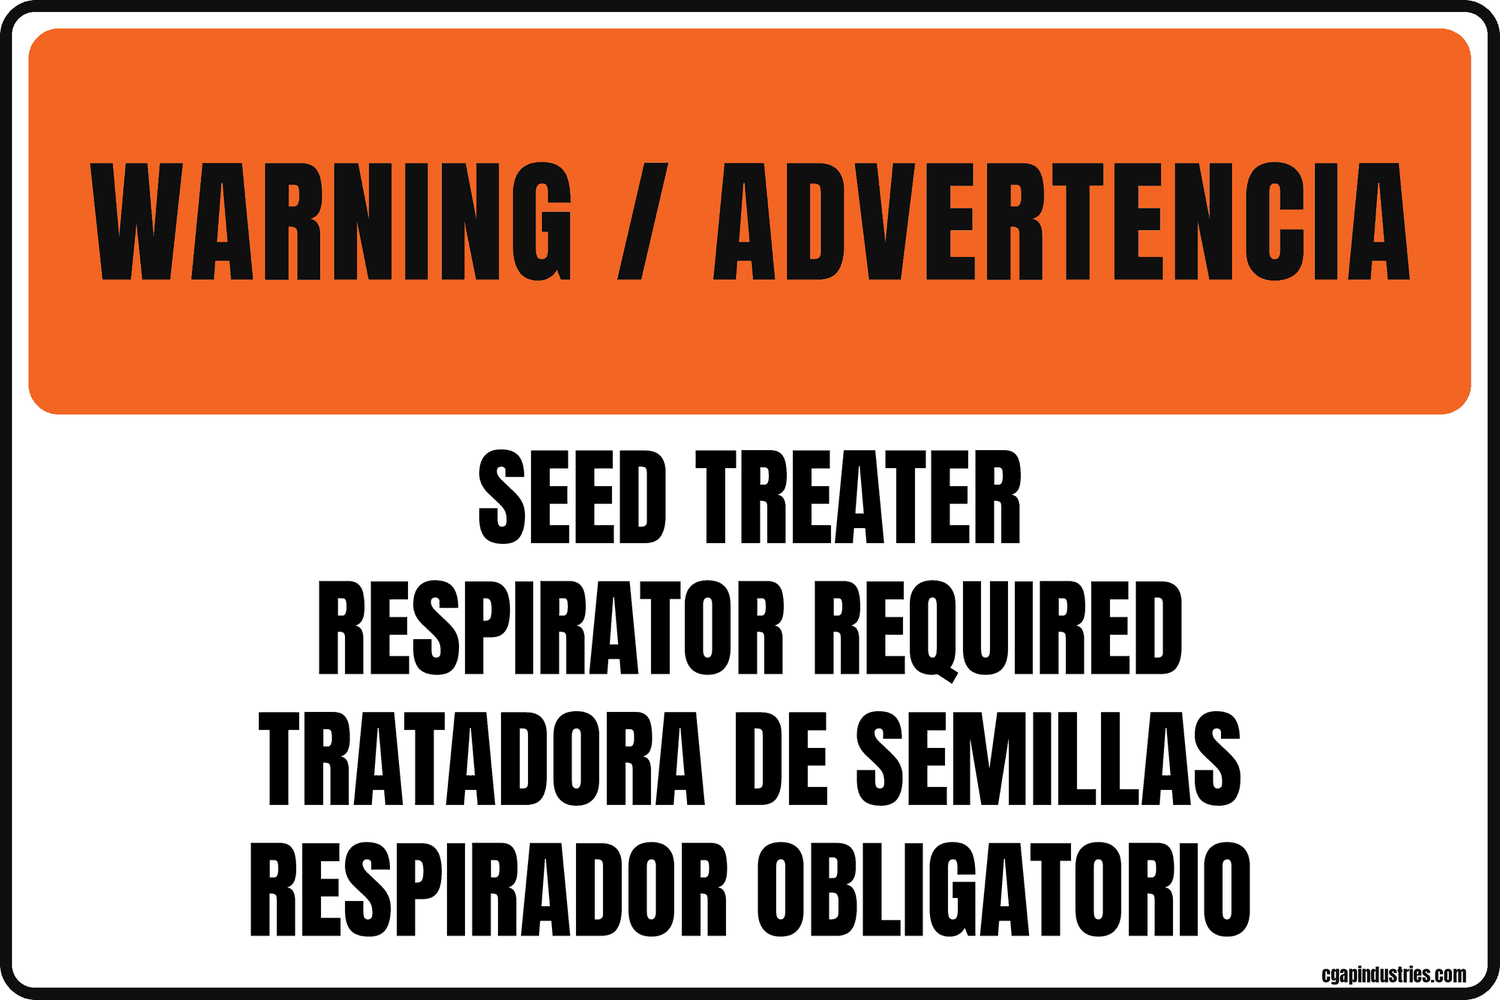 WARNING / ADVERTENCIA
SEED TREATER
RESPIRATOR REQUIRED
TRATADORA DE SEMILLAS
RESPIRADOR OBLIGATORIO
cgapindustries.com